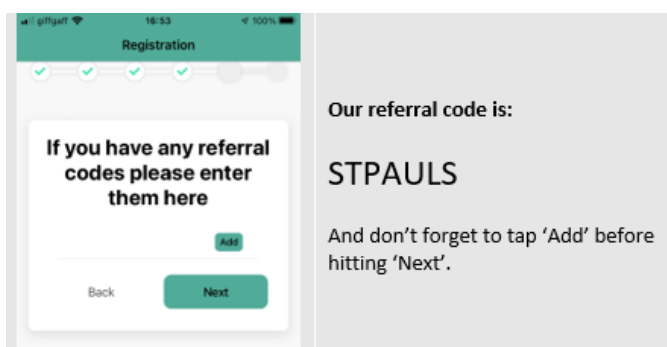 giffgaff 16:53 100%
Registration
If you have any referral
codes please enter
them here
Add
Back Next
Our referral code is:
STPAULS
And don’t forget to tap ‘Add’ before
hitting ‘Next’.